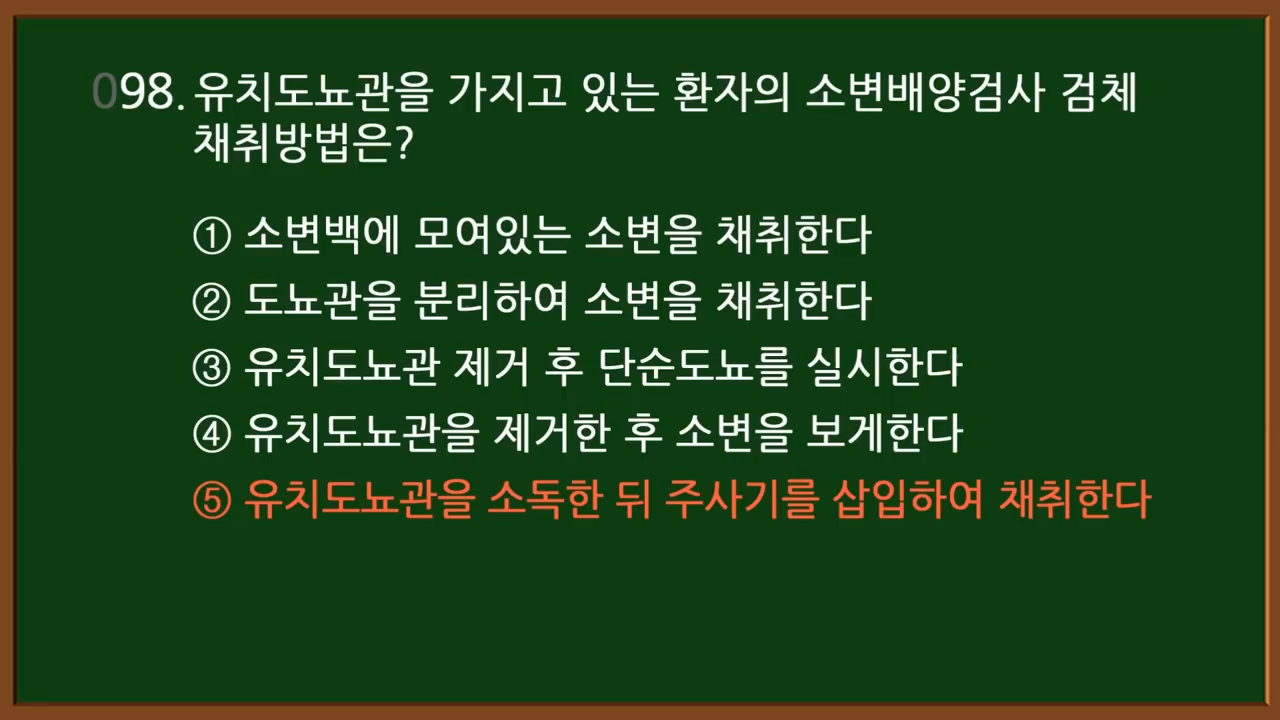 098. 유치도뇨관을 가지고 있는 환자의 소변배양검사 검체
채취방법은?
① 소변백에 모여있는 소변을 채취한다
② 도뇨관을 분리하여 소변을 채취한다
③ 유치도뇨관 제거 후 단순도뇨를 실시한다
④ 유치도뇨관을 제거한 후 소변을 보게한다
⑤ 유치도뇨관을 소독한 뒤 주사기를 삽입하여 채취한다